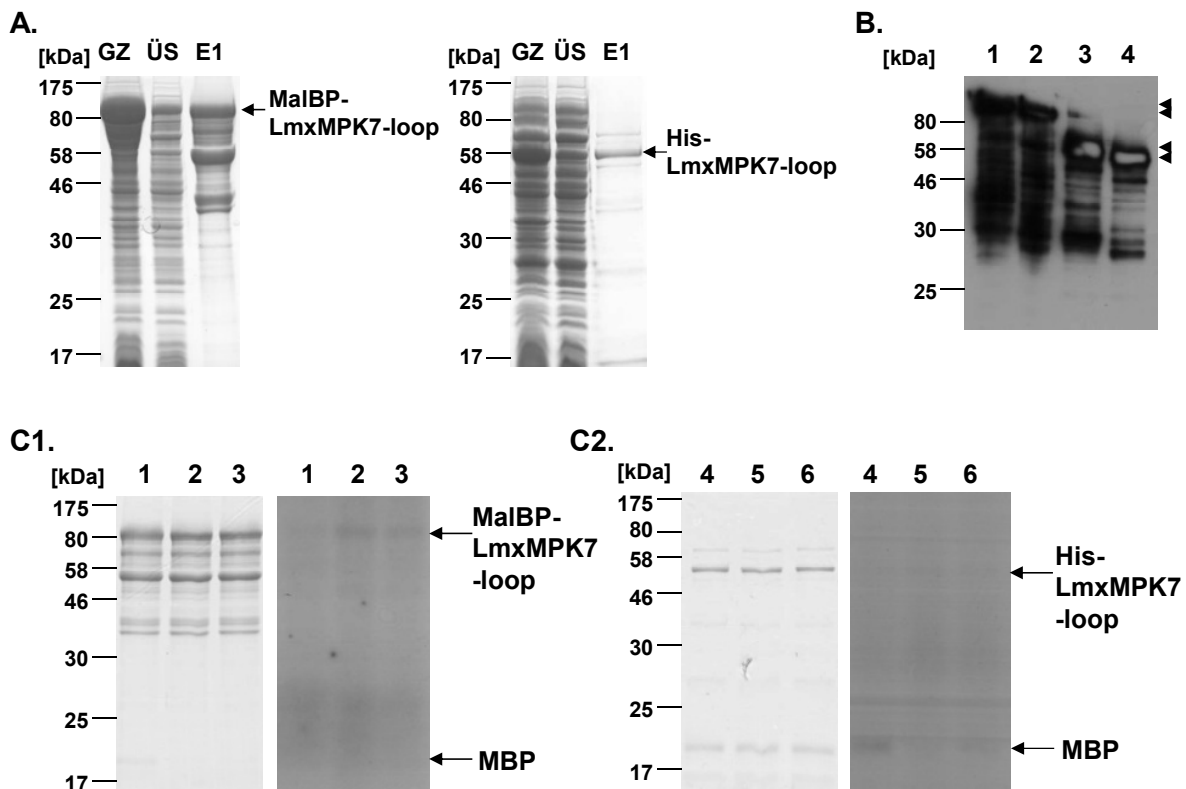 A.
[kDa] GZ ÜS E1
175
80
58
46
30
25
17
MalBP-
LmxMPK7-loop
[kDa] GZ ÜS E1
175
80
58
46
30
25
17
His-
LmxMPK7-loop
B.
[kDa] 1 2 3 4
80
58
46
30
25
C1.
[kDa] 1 2 3 1 2 3
175
80
58
46
30
25
17
MalBP-
LmxMPK7
-loop
MBP
C2.
[kDa] 4 5 6 4 5 6
175
80
58
46
30
25
17
His-
LmxMPK7
-loop
MBP